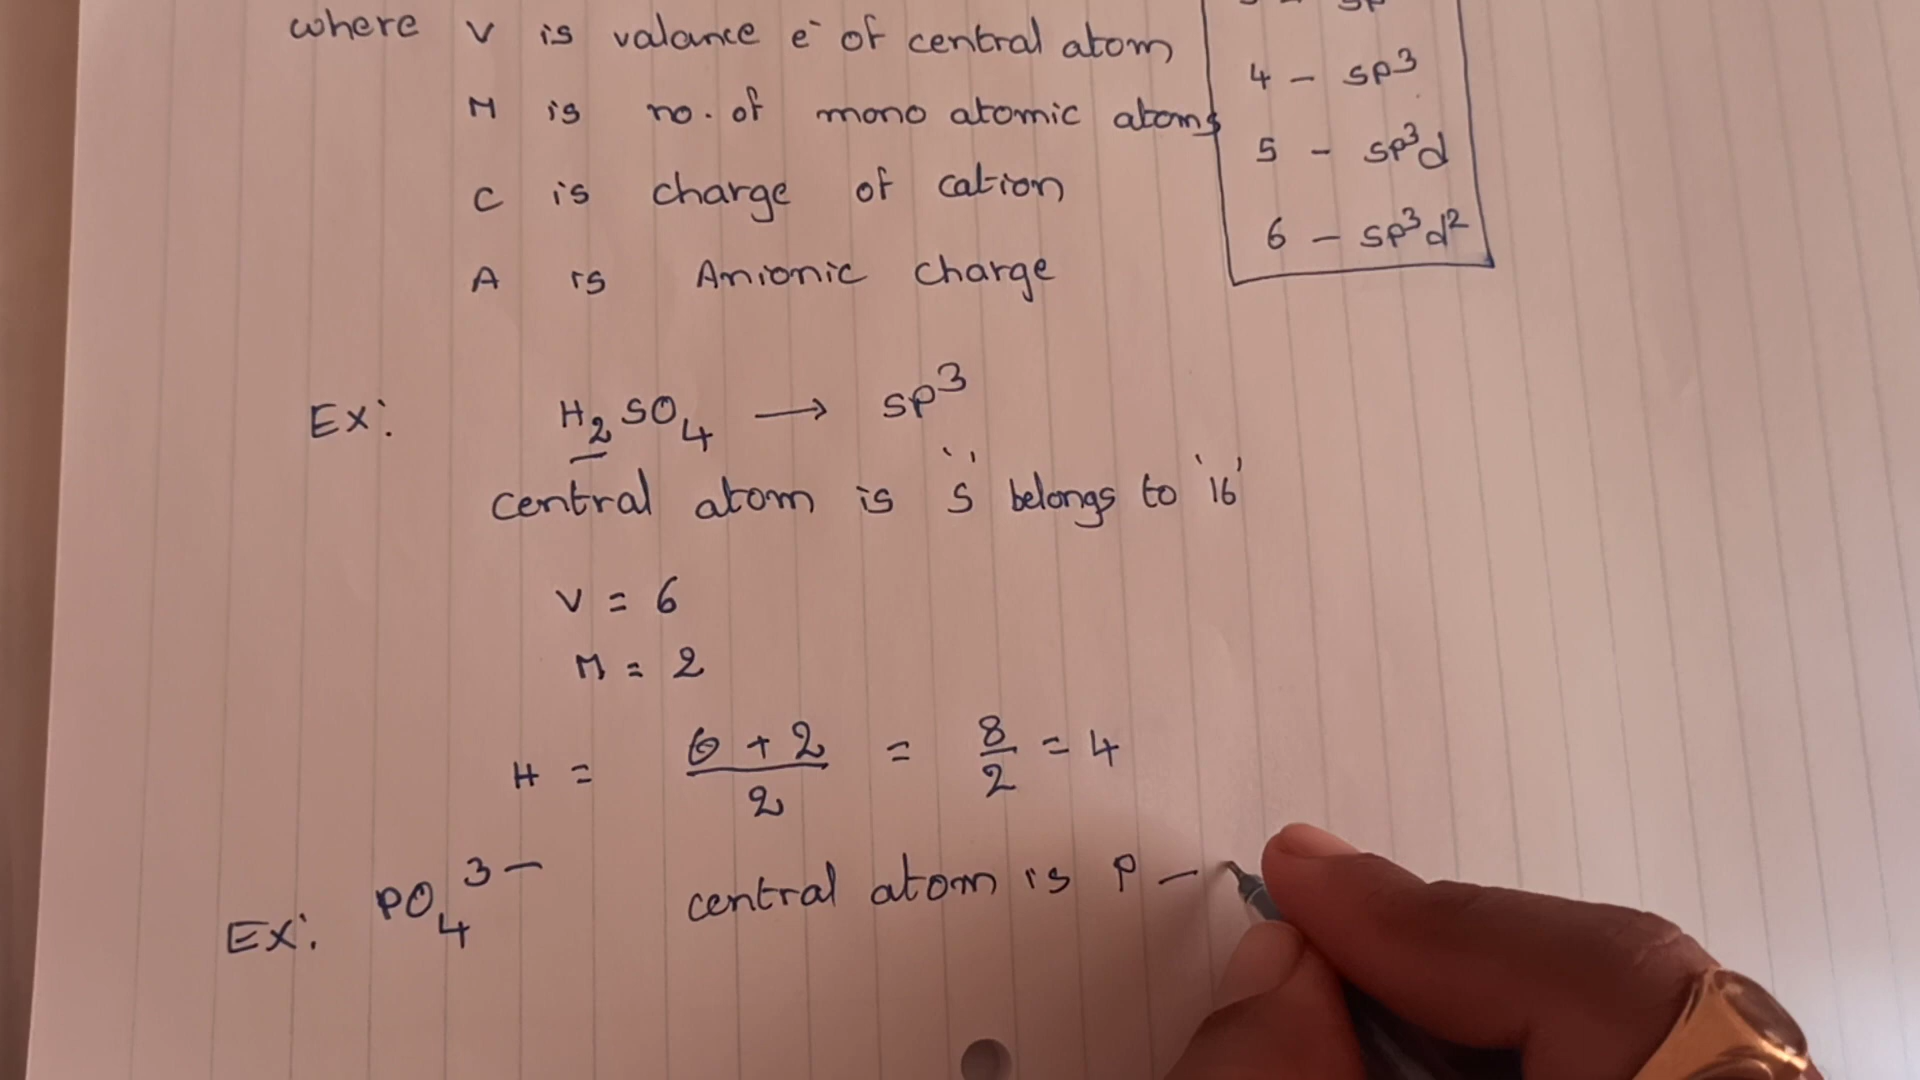 where V is valance e⁻ of central atom
M is no. of mono atomic atoms
C is charge of cation
A is Anionic charge
4 – sp³
5 – sp³d
6 – sp³d²
Ex: H₂SO₄ → sp³
central atom is 'S' belongs to '16'
V = 6
M = 2
H = 6 + 2 / 2 = 8/2 = 4
Ex: PO₄³⁻ central atom is P –